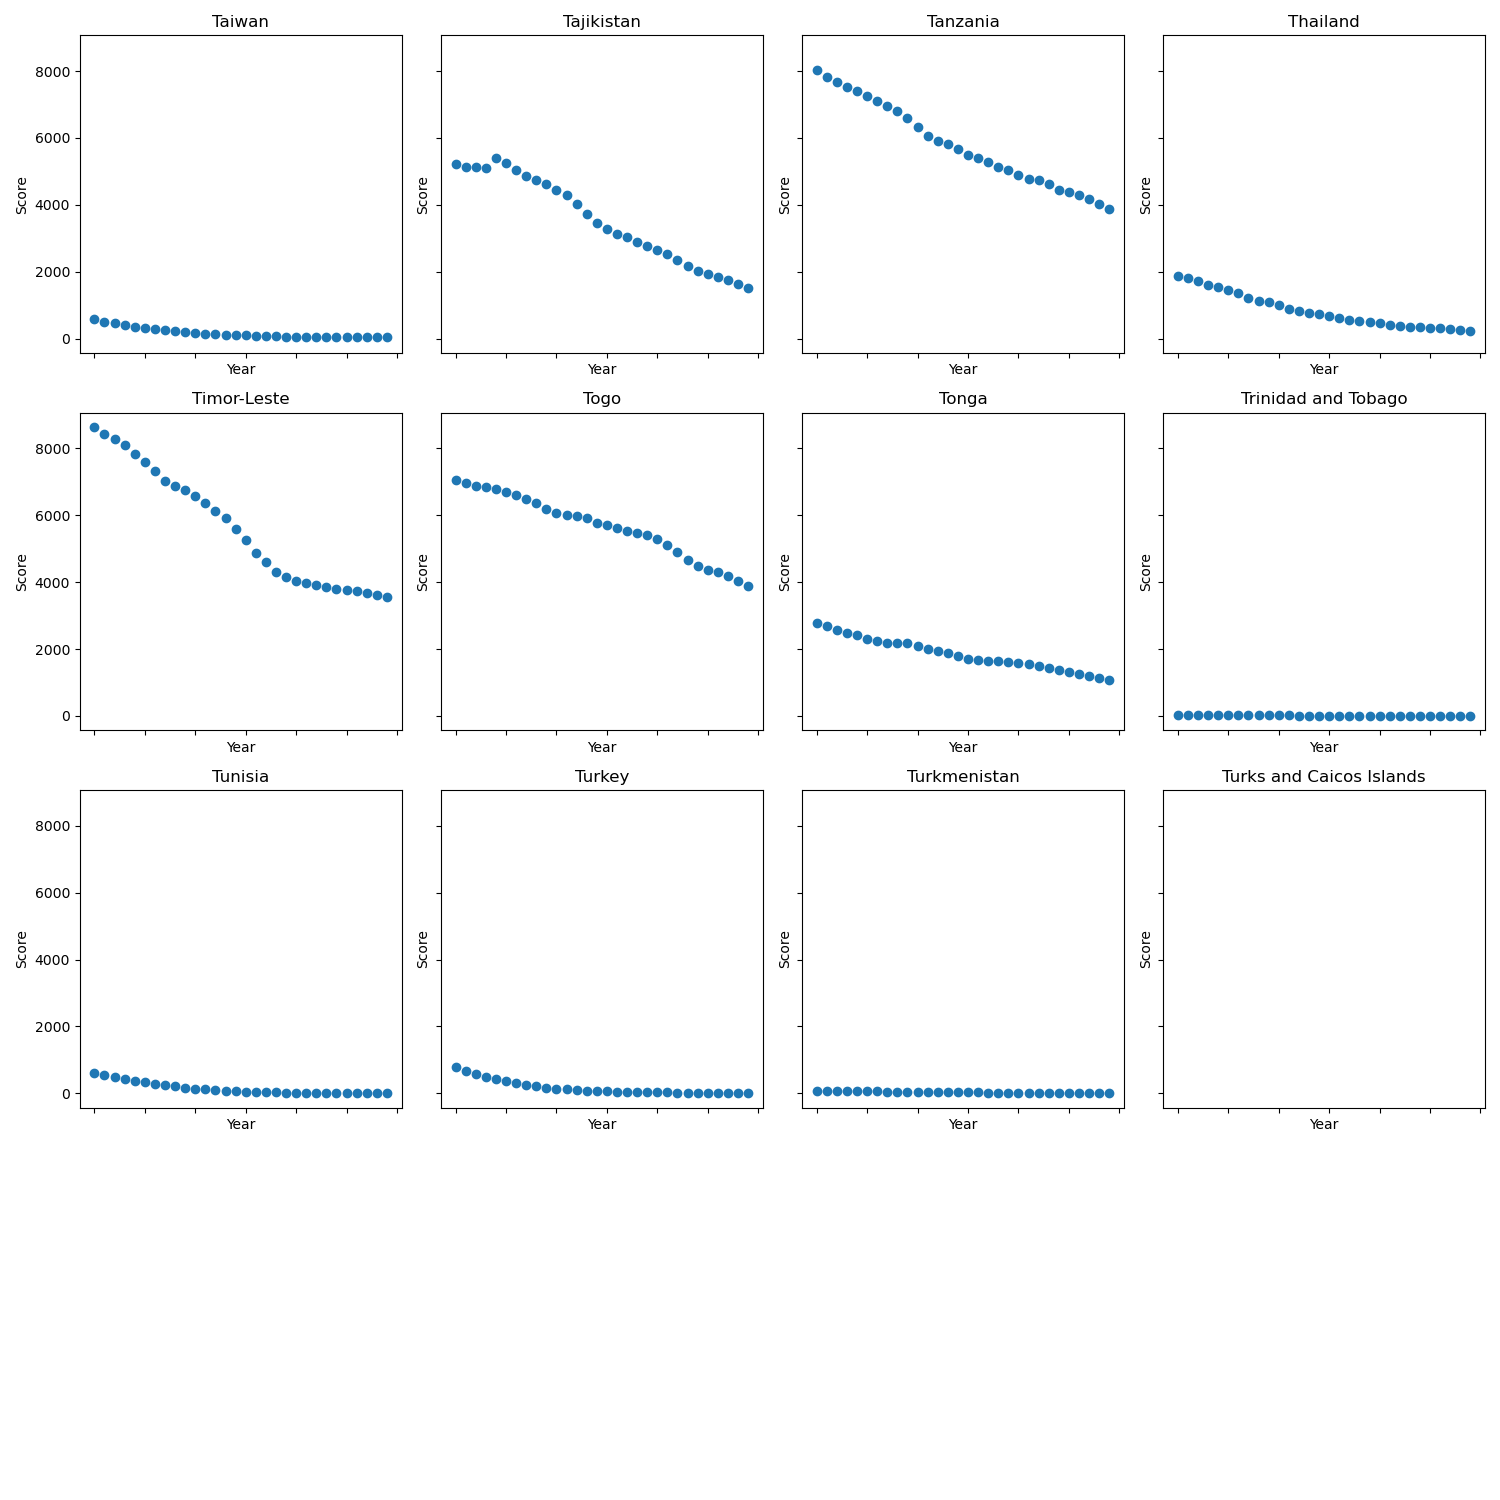 Taiwan
Tajikistan
Tanzania
Thailand
8000
6000
4000
2000
0
Score
Score
Score
Score
Year
Year
Year
Year
Timor-Leste
Togo
Tonga
Trinidad and Tobago
8000
6000
4000
2000
0
Score
Score
Score
Score
Year
Year
Year
Year
Tunisia
Turkey
Turkmenistan
Turks and Caicos Islands
8000
6000
4000
2000
0
Score
Score
Score
Score
Year
Year
Year
Year